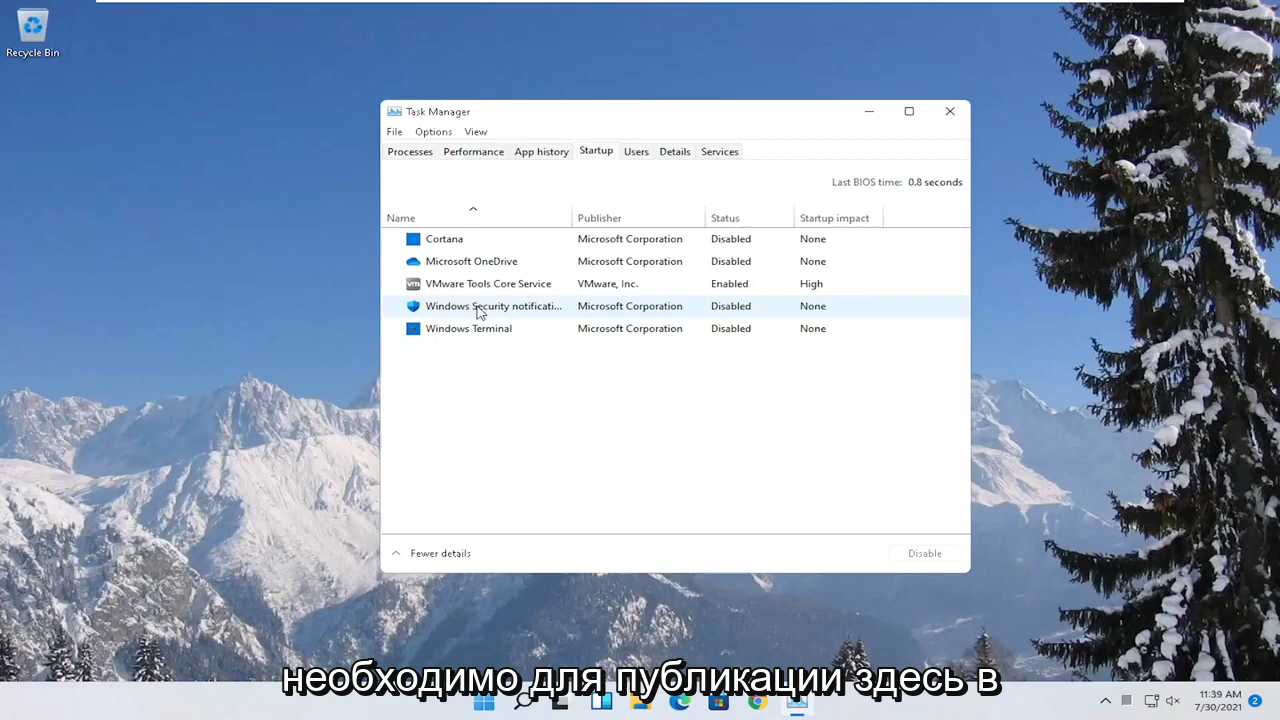 Recycle Bin
Task Manager
File Options View
Processes Performance App history Startup Users Details Services
Last BIOS time: 0.8 seconds
Name Publisher Status Startup impact
Cortana Microsoft Corporation Disabled None
Microsoft OneDrive Microsoft Corporation Disabled None
VMware Tools Core Service VMware, Inc. Enabled High
Windows Security notificati... Microsoft Corporation Disabled None
Windows Terminal Microsoft Corporation Disabled None
Fewer details Disable
необходимо для публикации здесь в
11:39 AM
7/30/2021 2